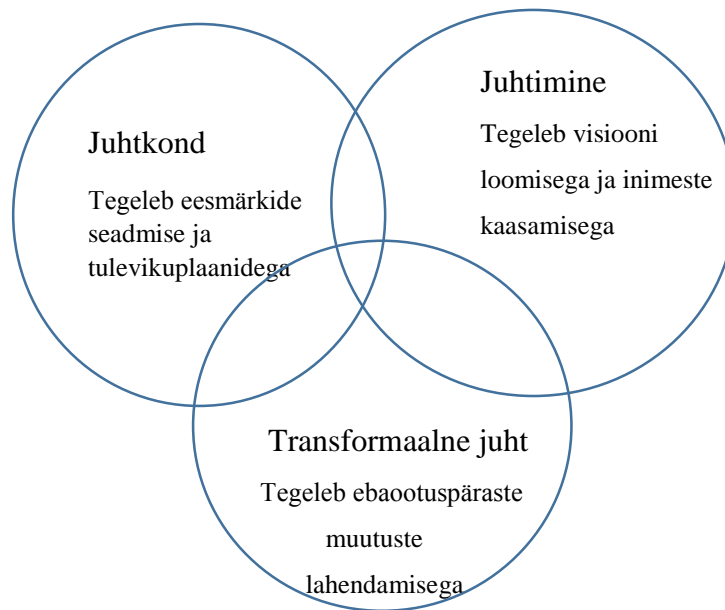 Juhtkond
Tegeleb eesmärkide
seadmise ja
tulevikuplaanidega
Juhtimine
Tegeleb visiooni
loomisega ja inimeste
kaasamisega
Transformaalne juht
Tegeleb ebaootuspäraste
muutuste
lahendamisega